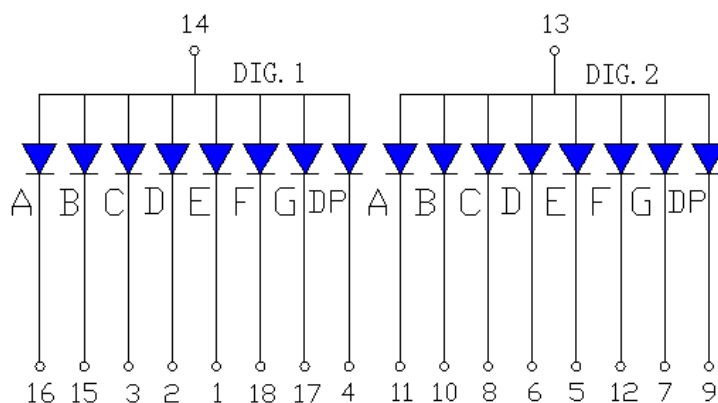 14 13
DIG. 1 DIG. 2
A B C D E F G DP A B C D E F G DP
16 15 3 2 1 18 17 4 11 10 8 6 5 12 7 9